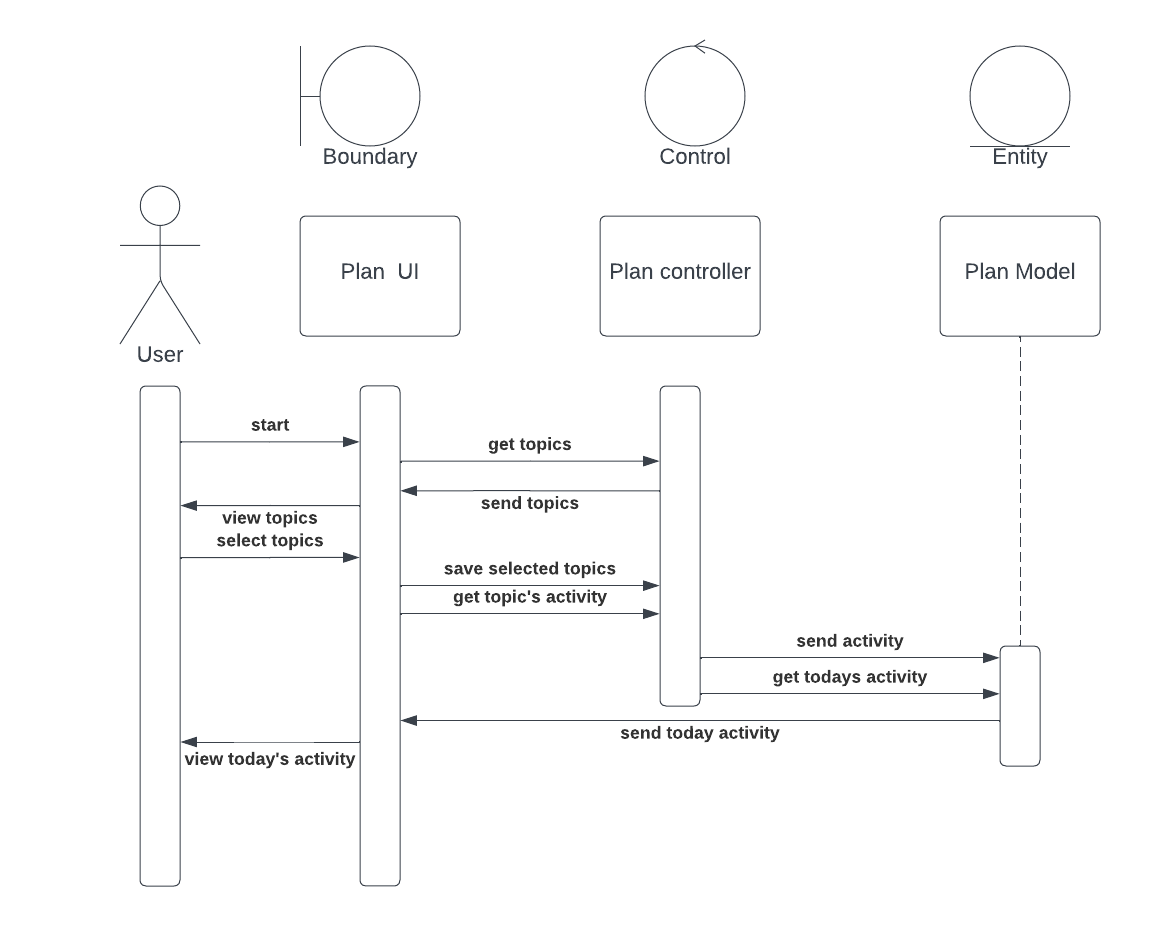 Boundary
Control
Entity
Plan UI
Plan controller
Plan Model
User
start
get topics
send topics
view topics
select topics
save selected topics
get topic's activity
send activity
get todays activity
send today activity
view today's activity